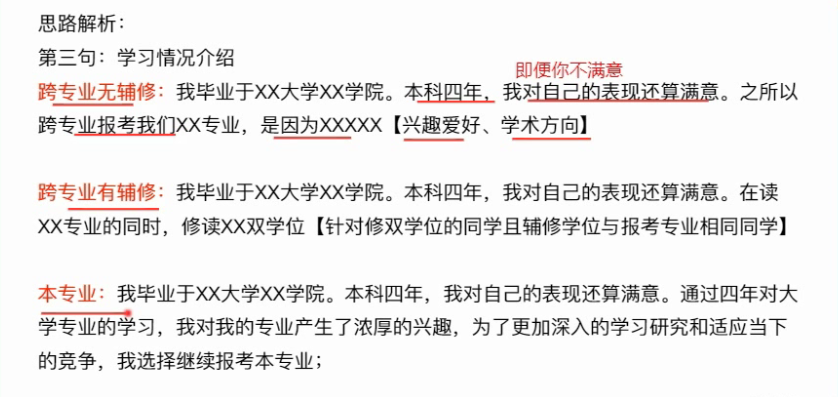 思路解析：
第三句：学习情况介绍
即便你不满意
跨专业无辅修：我毕业于XX大学XX学院。本科四年，我对自己的表现还算满意。之所以
跨专业报考我们XX专业，是因为XXXXX【兴趣爱好、学术方向】
跨专业有辅修：我毕业于XX大学XX学院。本科四年，我对自己的表现还算满意。在读
XX专业的同时，修读XX双学位【针对修双学位的同学且辅修学位与报考专业相同同学】
本专业：我毕业于XX大学XX学院。本科四年，我对自己的表现还算满意。通过四年对大
学专业的学习，我对我的专业产生了浓厚的兴趣，为了更加深入的学习研究和适应当下
的竞争，我选择继续报考本专业；